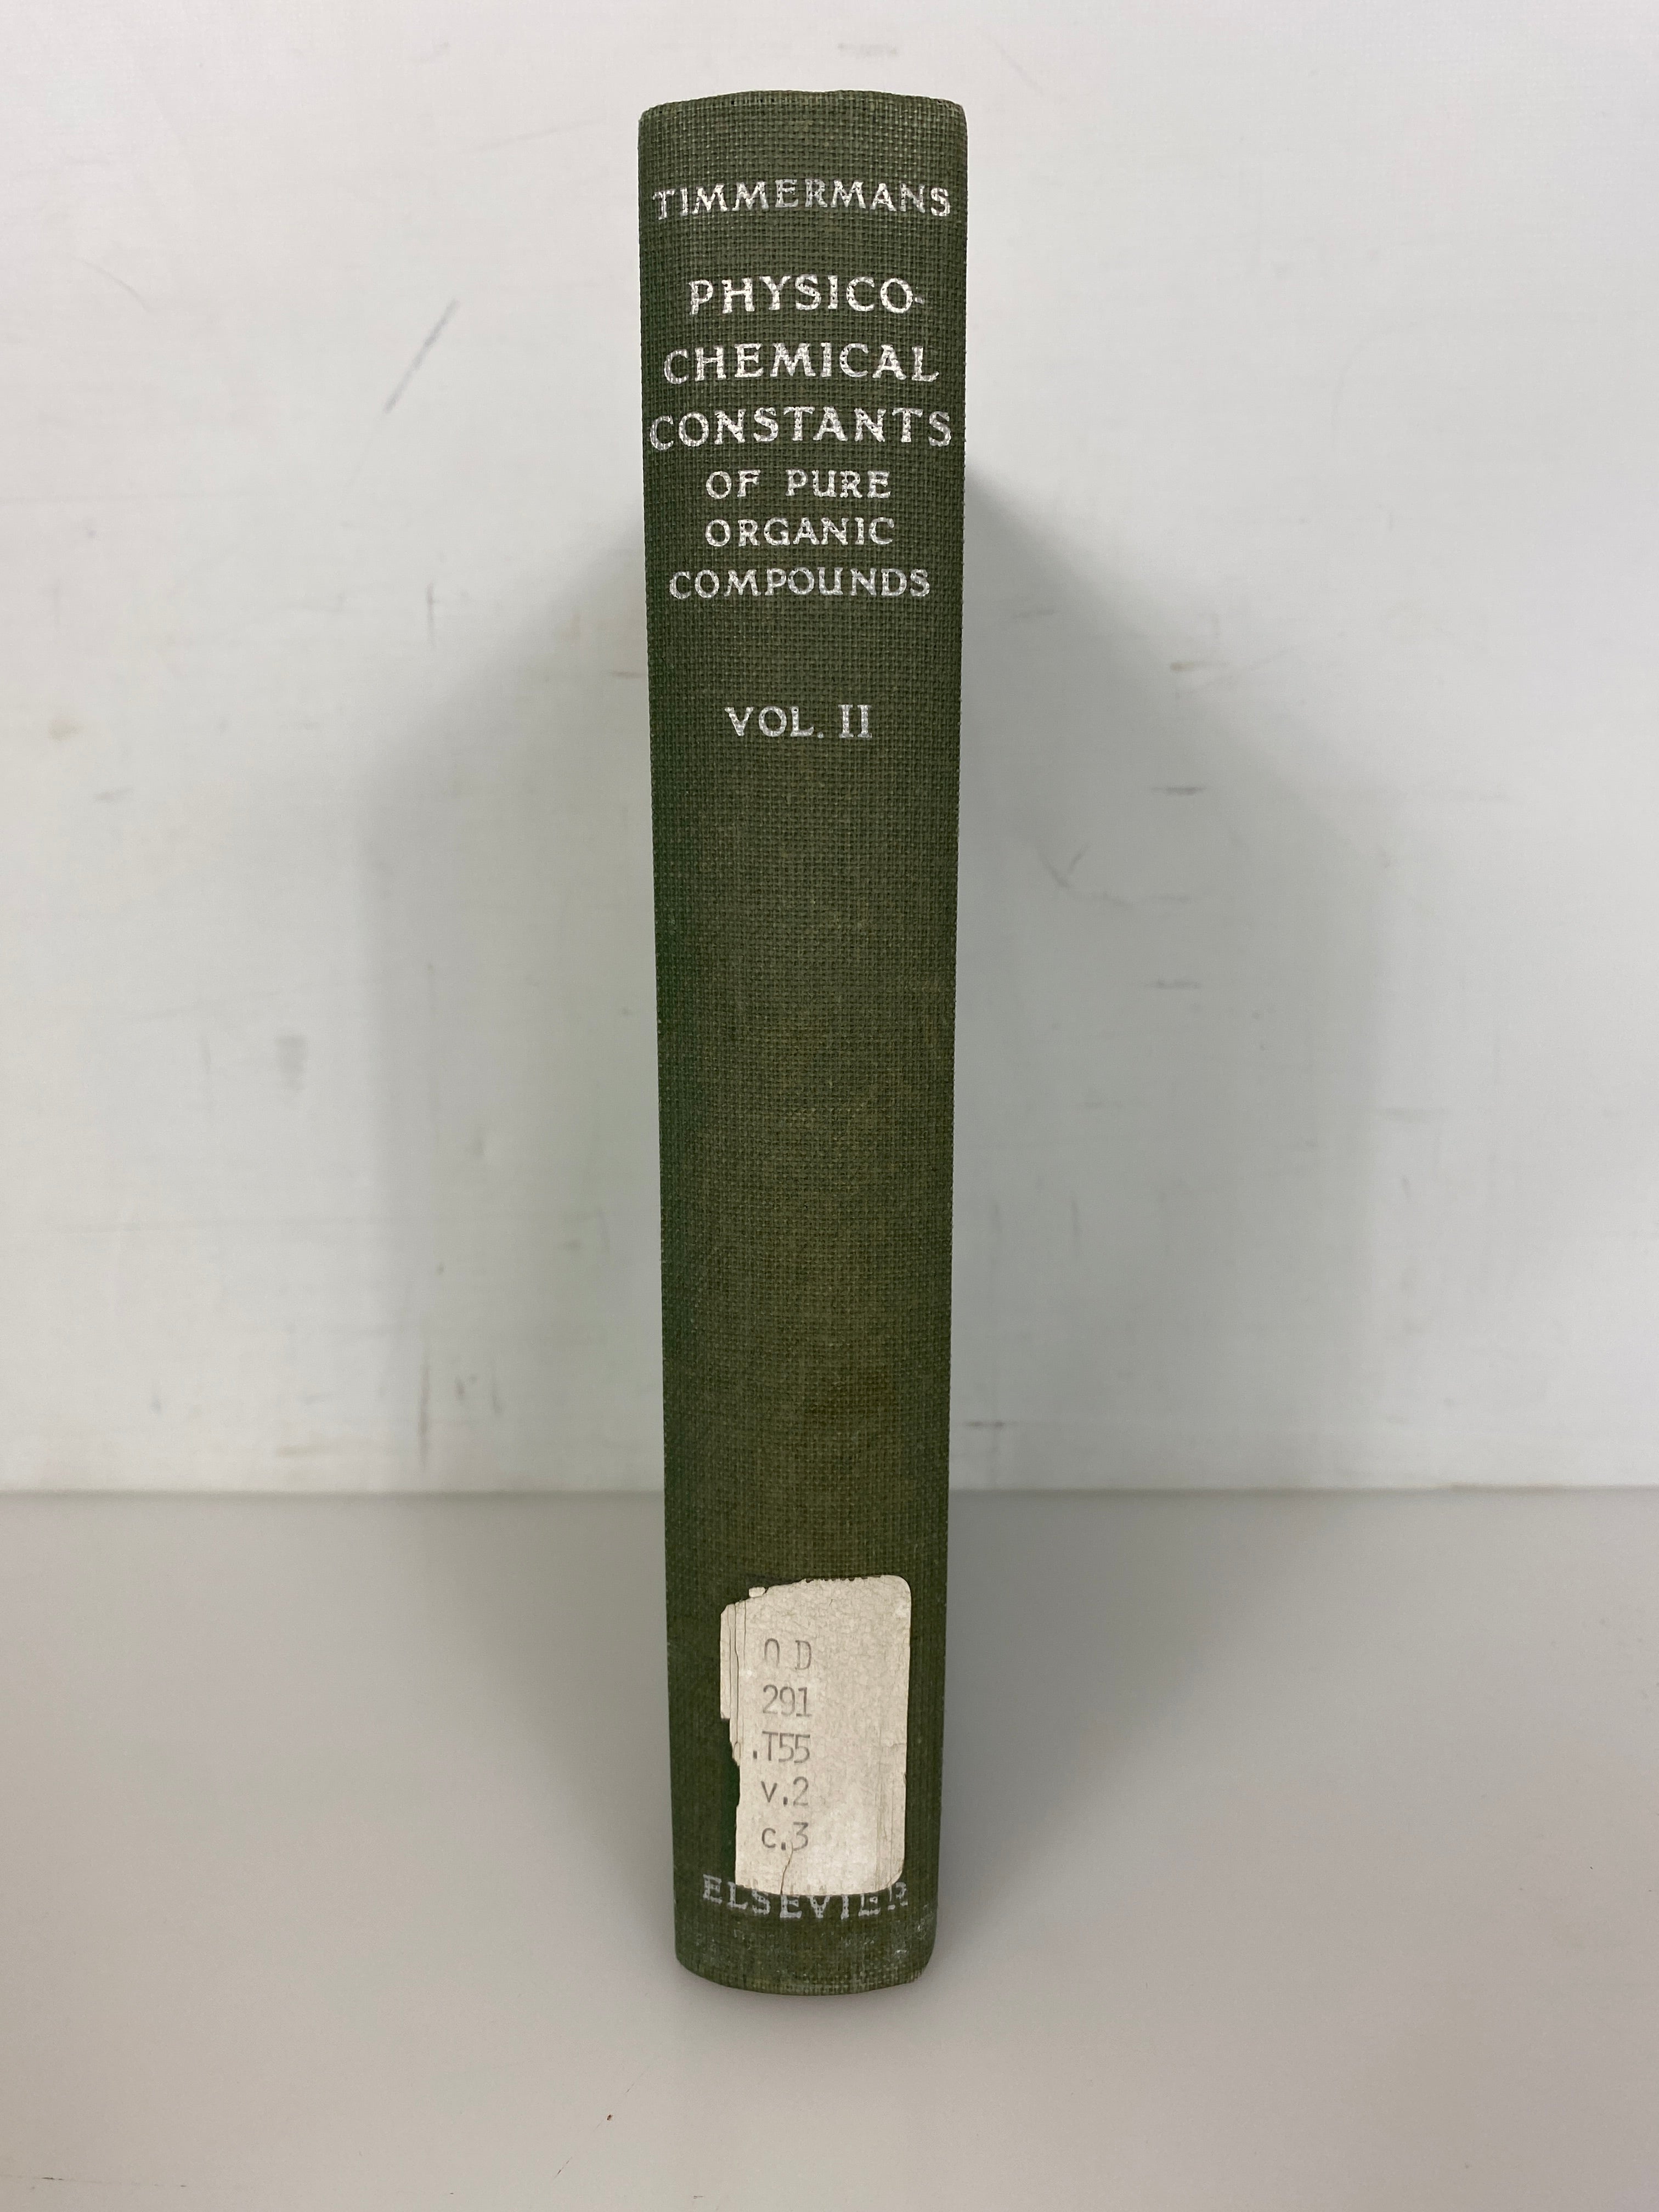 TIMMERMANS
PHYSICO-
CHEMICAL
CONSTANTS
OF PURE
ORGANIC
COMPOUNDS
VOL. II
QD
291
.T55
v.2
c.3
ELSEVIER